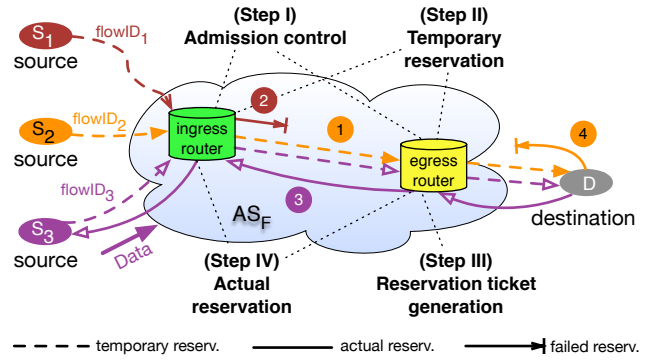 (Step I)
Admission control
(Step II)
Temporary
reservation
S1
flowID1
source
S2
flowID2
source
ingress
router
2
1
egress
router
4
D
destination
flowID3
S3
source
Data
3
ASF
(Step IV)
Actual
reservation
(Step III)
Reservation ticket
generation
temporary reserv.
actual reserv.
failed reserv.